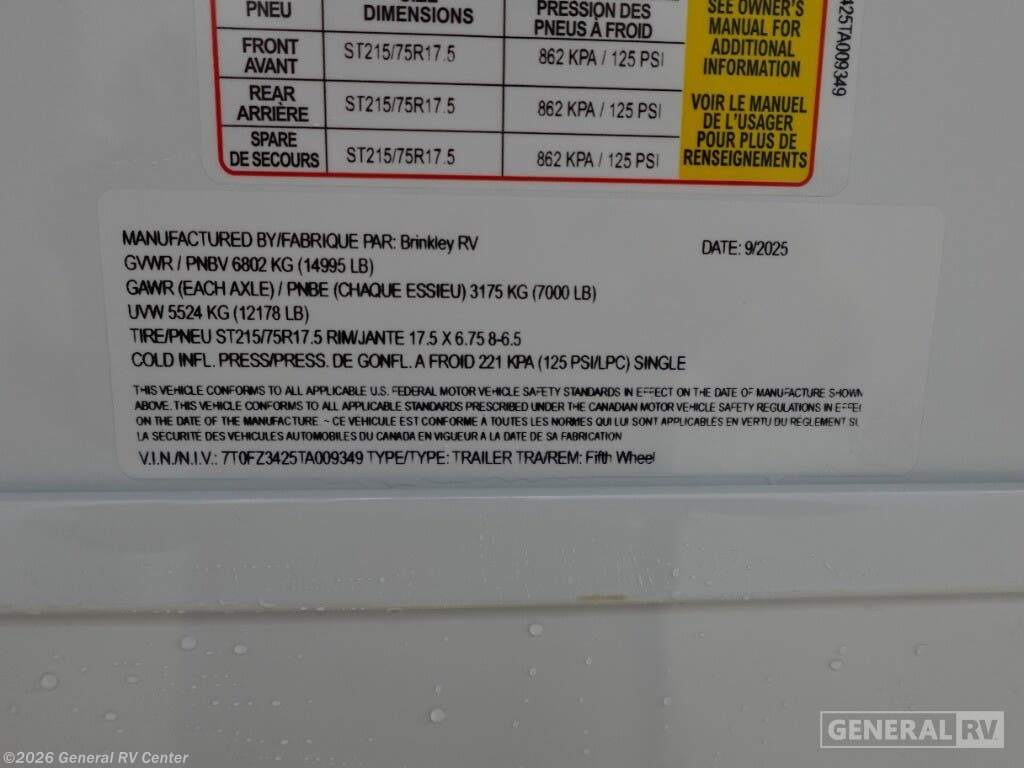 PNEU DIMENSIONS PRESSION DES
PNEUS À FROID
FRONT
AVANT ST215/75R17.5 862 KPA / 125 PSI
REAR
ARRIÈRE ST215/75R17.5 862 KPA / 125 PSI
SPARE
DE SECOURS ST215/75R17.5 862 KPA / 125 PSI
SEE OWNER'S
MANUAL FOR
ADDITIONAL
INFORMATION
VOIR LE MANUEL
DE L'USAGER
POUR PLUS DE
RENSEIGNEMENTS
425TA009349
MANUFACTURED BY/FABRIQUE PAR: Brinkley RV DATE: 9/2025
GVWR / PNBV 6802 KG (14995 LB)
GAWR (EACH AXLE) / PNBE (CHAQUE ESSIEU) 3175 KG (7000 LB)
UVW 5524 KG (12178 LB)
TIRE/PNEU ST215/75R17.5 RIM/JANTE 17.5 X 6.75 8-6.5
COLD INFL. PRESS/PRESS. DE GONFL. A FROID 221 KPA (125 PSI/LPC) SINGLE
THIS VEHICLE CONFORMS TO ALL APPLICABLE U.S. FEDERAL MOTOR VEHICLE SAFETY STANDARDS IN EFFECT ON THE DATE OF MANUFACTURE SHOWN
ABOVE. THIS VEHICLE CONFORMS TO ALL APPLICABLE STANDARDS PRESCRIBED UNDER THE CANADIAN MOTOR VEHICLE SAFETY REGULATIONS IN EFFE
ON THE DATE OF THE MANUFACTURE. ~ CE VEHICULE EST CONFORME A TOUTES LES NORMES QUI LUI SONT APPLICABLES EN VERTU DU REGLEMENT SU
LA SECURITE DES VEHICULES AUTOMOBILES DU CANADA EN VIGUEUR A LA DATE DE SA FABRICATION
V.I.N./N.I.V.: 7T0FZ3425TA009349 TYPE/TYPE: TRAILER TRA/REM: Fifth Wheel
GENERAL RV
©2026 General RV Center